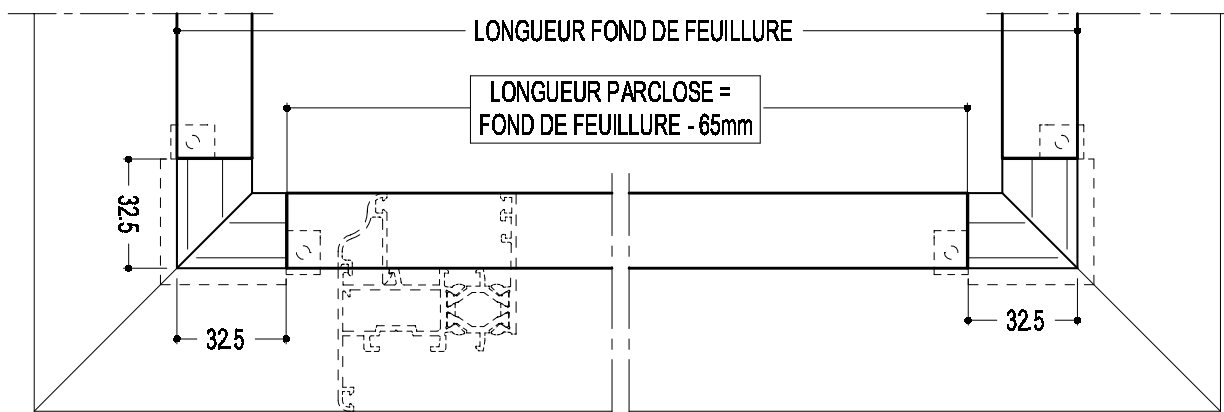 LONGUEUR FOND DE FEUILLURE
LONGUEUR PARCLOSE =
FOND DE FEUILLURE - 65mm
32.5
32.5
32.5